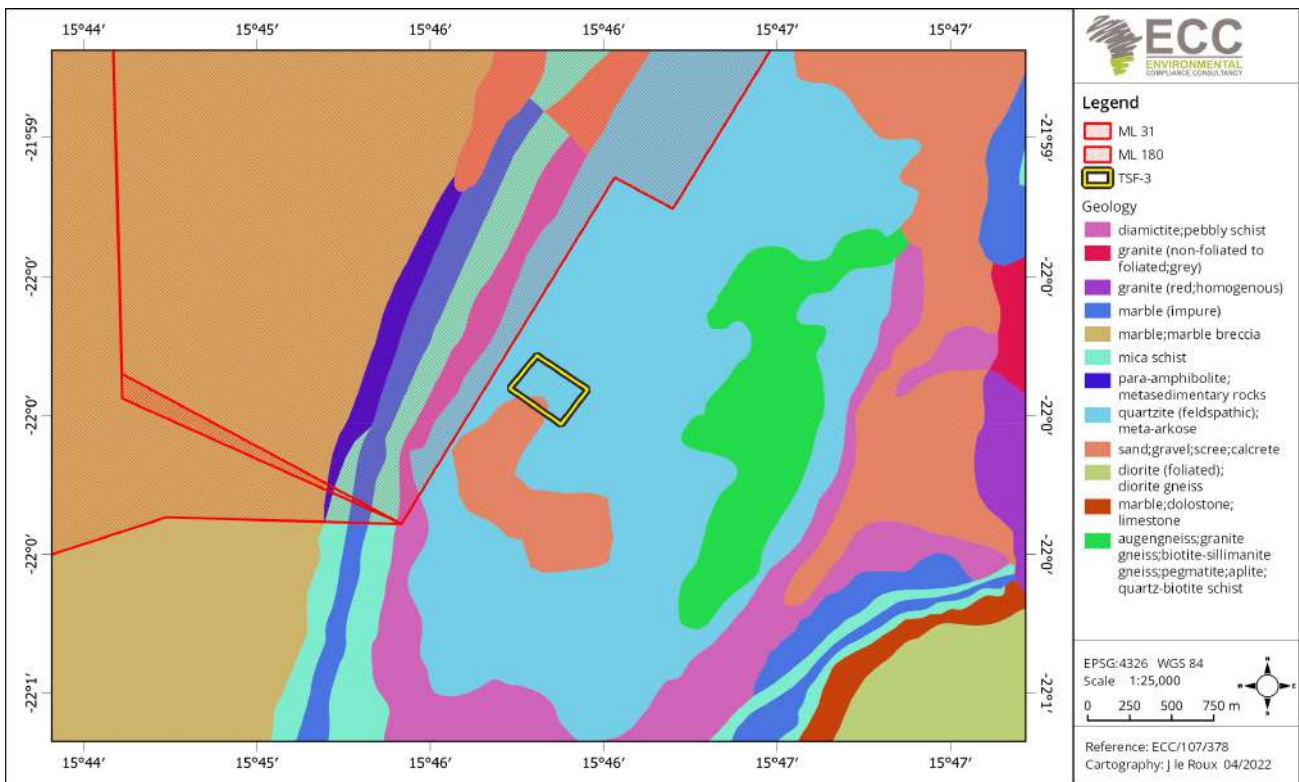 15°44′ 15°45′ 15°46′ 15°46′ 15°47′ 15°47′
-21°59′ -21°59′
-22°0′ -22°0′
-22°0′ -22°0′
-22°0′ -22°0′
-22°1′ -22°1′
15°44′ 15°45′ 15°46′ 15°46′ 15°47′ 15°47′
ECC
ENVIRONMENTAL
COMPLIANCE CONSULTANCY
Legend
ML 31
ML 180
TSF-3
Geology
diamictite;pebbly schist
granite (non-foliated to
foliated;grey)
granite (red;homogenous)
marble (impure)
marble;marble breccia
mica schist
para-amphibolite;
metasedimentary rocks
quartzite (feldspathic);
meta-arkose
sand;gravel;scree;calcrete
diorite (foliated);
diorite gneiss
marble;dolostone;
limestone
augengneiss;granite
gneiss;biotite-sillimanite
gneiss;pegmatite;aplite;
quartz-biotite schist
EPSG:4326 WGS 84
Scale 1:25,000
0 250 500 750 m
N
W E
S
Reference: ECC/107/378
Cartography: J le Roux 04/2022